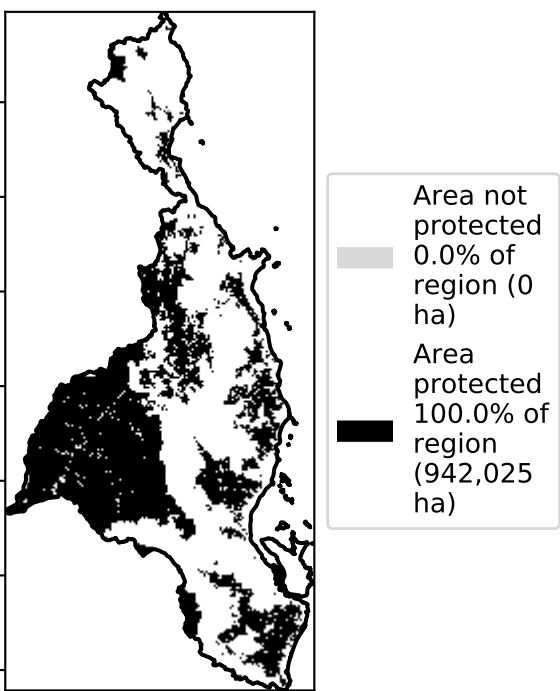 Area not
protected
0.0% of
region (0
ha)
Area
protected
100.0% of
region
(942,025
ha)